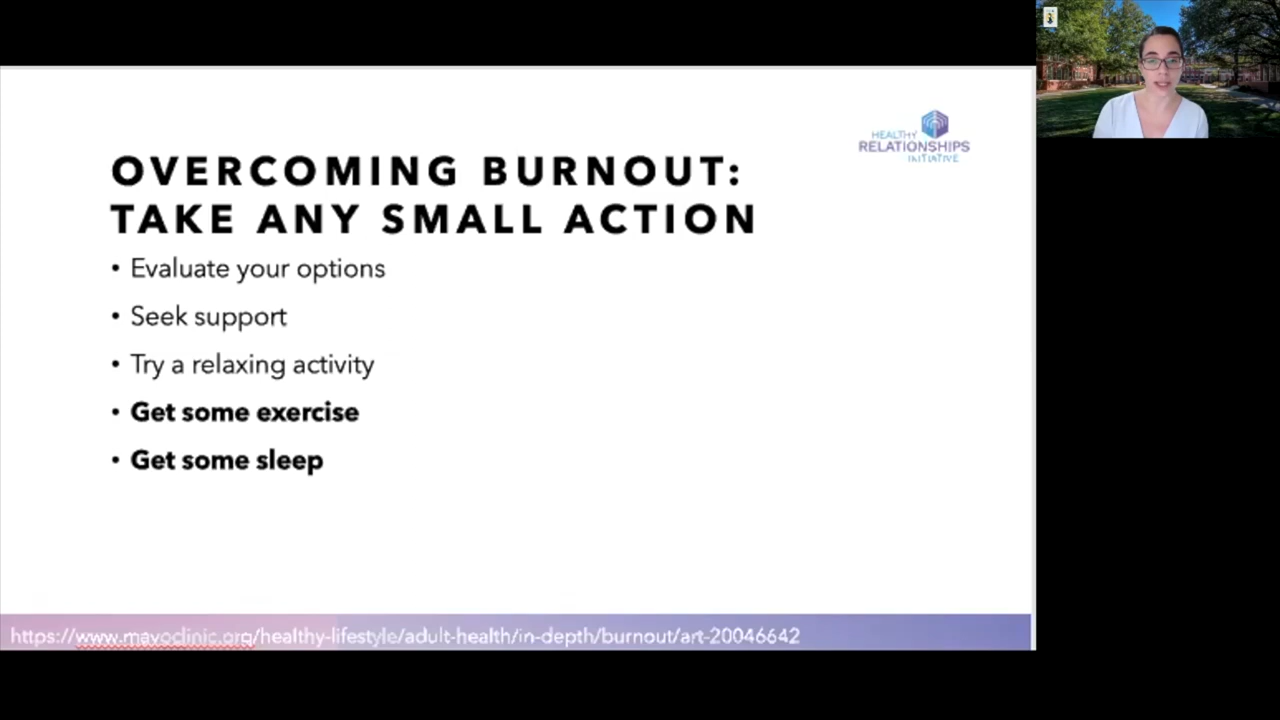 HEALTHY
RELATIONSHIPS
INITIATIVE
OVERCOMING BURNOUT:
TAKE ANY SMALL ACTION
• Evaluate your options
• Seek support
• Try a relaxing activity
• Get some exercise
• Get some sleep
https://www.mayoclinic.org/healthy-lifestyle/adult-health/in-depth/burnout/art-20046642